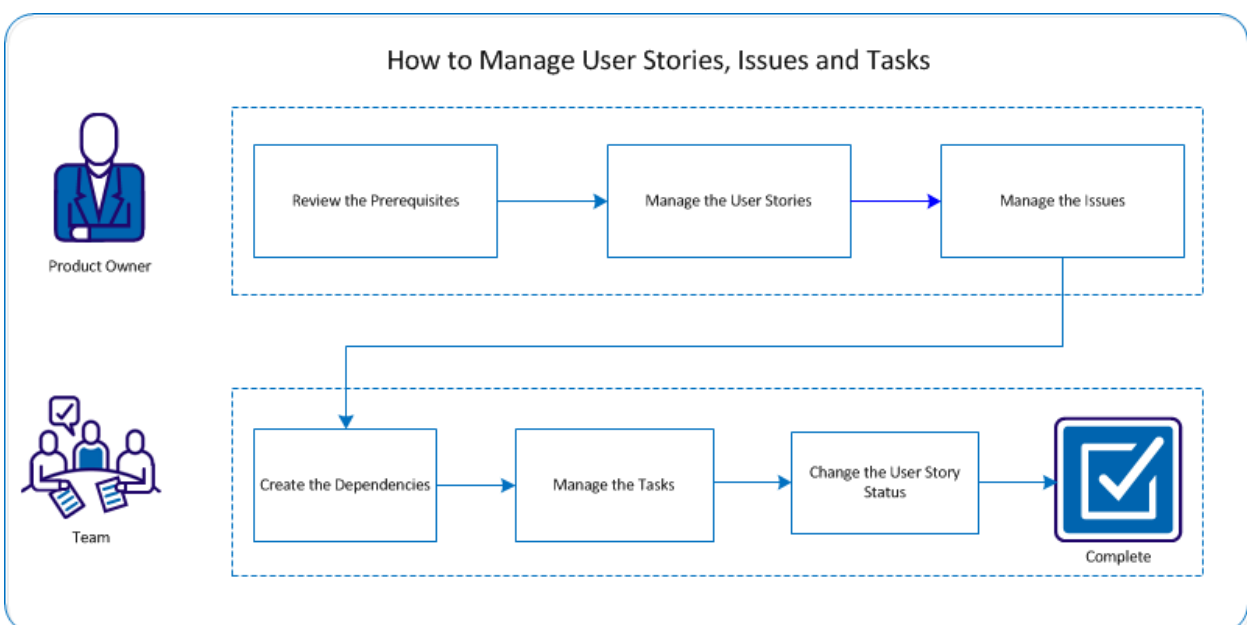 How to Manage User Stories, Issues and Tasks
Product Owner
Review the Prerequisites
Manage the User Stories
Manage the Issues
Team
Create the Dependencies
Manage the Tasks
Change the User Story
Status
Complete